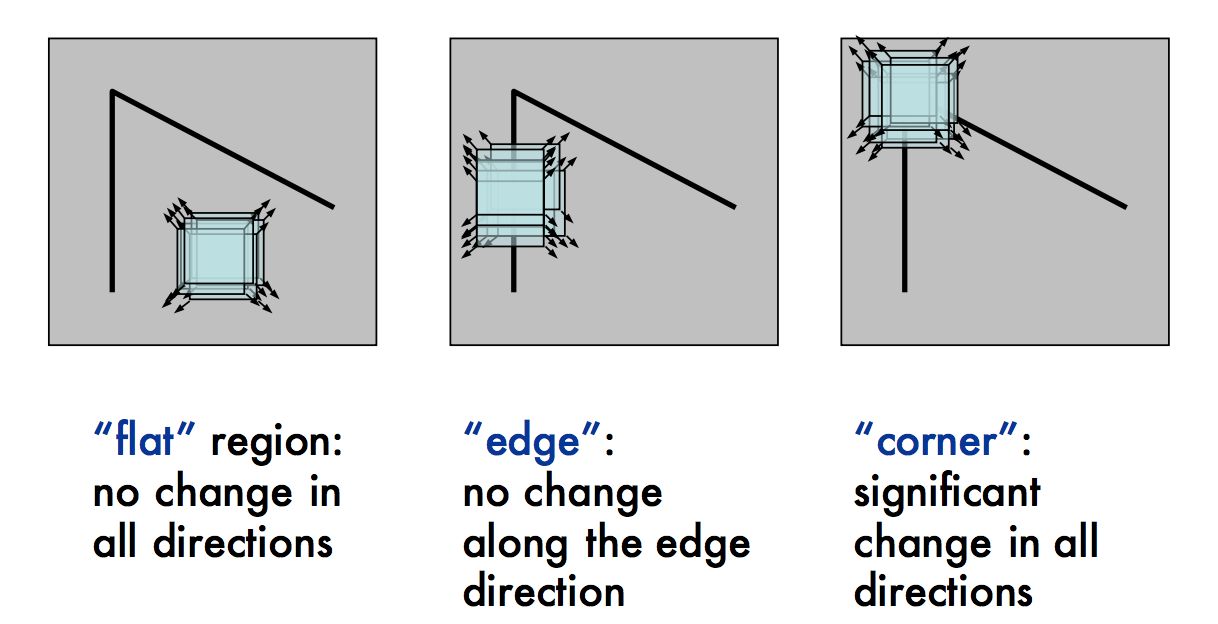 “flat” region:
no change in
all directions
“edge”:
no change
along the edge
direction
“corner”:
significant
change in all
directions